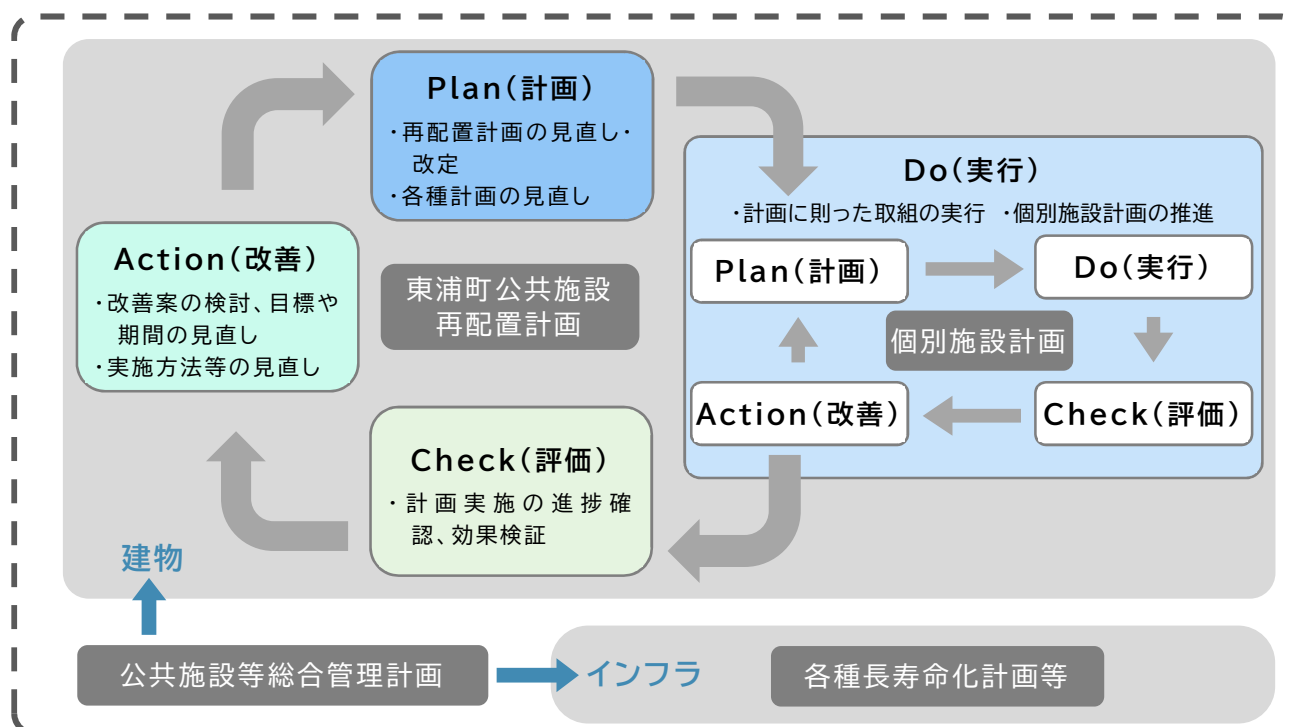 Plan(計画)
・再配置計画の見直し・
改定
・各種計画の見直し
Do(実行)
・計画に則った取組の実行 ・個別施設計画の推進
Plan(計画)
Do(実行)
個別施設計画
Action(改善)
Check(評価)
Action(改善)
・改善案の検討、目標や
期間の見直し
・実施方法等の見直し
東浦町公共施設
再配置計画
Check(評価)
・計画実施の進捗確
認、効果検証
建物
公共施設等総合管理計画
インフラ
各種長寿命化計画等